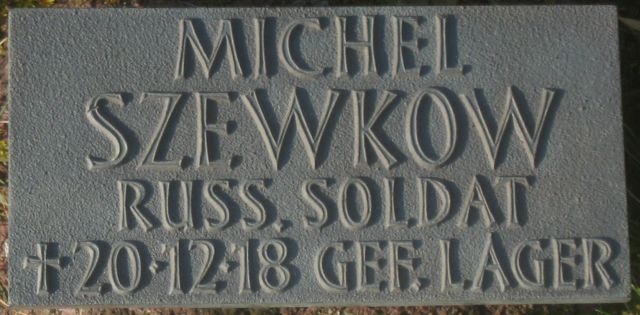 MICHEL
SZEWKOW
RUSS. SOLDAT
✝ 20·12·18 GEF. LAGER